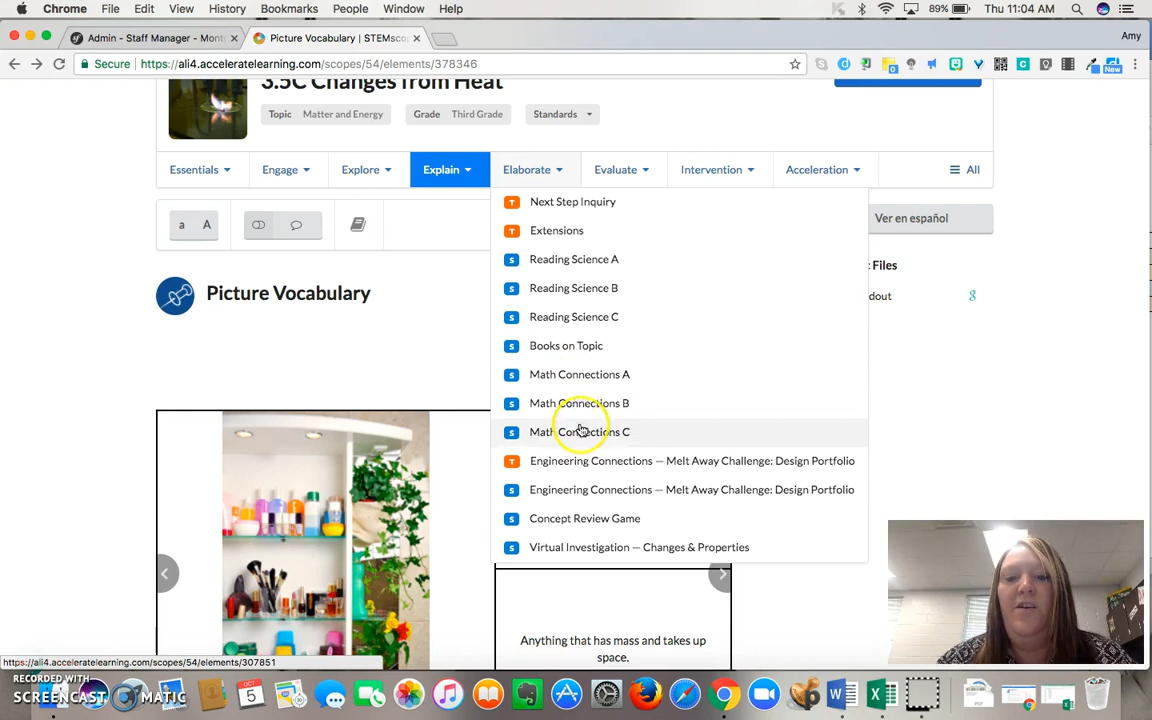 Chrome File Edit View History Bookmarks People Window Help 89% Thu 11:04 AM
Admin - Staff Manager - Mont Picture Vocabulary | STEMsco Amy
Secure https://ali4.acceleratelearning.com/scopes/54/elements/378346 New
3.5C Changes from Heat
Topic Matter and Energy Grade Third Grade Standards
Essentials Engage Explore Explain Elaborate Evaluate Intervention Acceleration All
T Next Step Inquiry
a A Ver en español
T Extensions
S Reading Science A
t Files
S Reading Science B
Picture Vocabulary
dout
S Reading Science C
S Books on Topic
S Math Connections A
S Math Connections B
S Math Connections C
T Engineering Connections — Melt Away Challenge: Design Portfolio
S Engineering Connections — Melt Away Challenge: Design Portfolio
S Concept Review Game
S Virtual Investigation — Changes & Properties
Anything that has mass and takes up
space.
https://ali4.acceleratelearning.com/scopes/54/elements/307851
RECORDED WITH
SCREENCAST MATIC
OCT
5